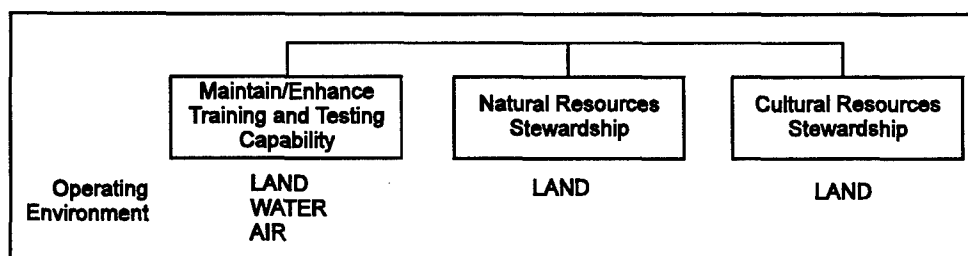 Maintain/Enhance
Training and Testing
Capability
Natural Resources
Stewardship
Cultural Resources
Stewardship
Operating
Environment
LAND
WATER
AIR
LAND
LAND